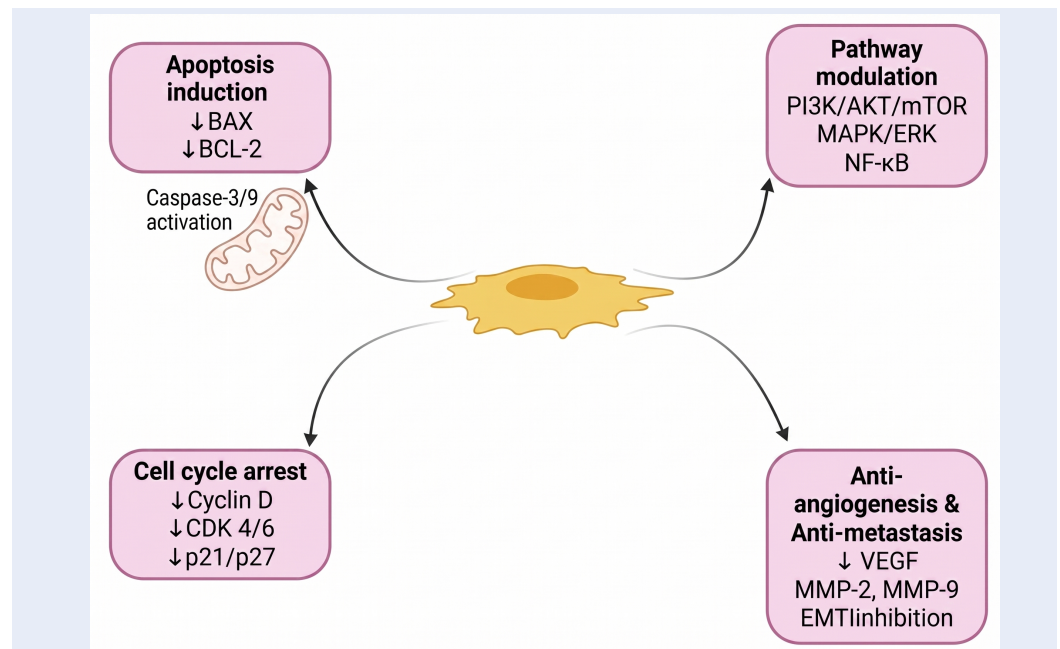 Apoptosis
induction
↓BAX
↓BCL-2
Caspase-3/9
activation
Pathway
modulation
PI3K/AKT/mTOR
MAPK/ERK
NF-κB
Cell cycle arrest
↓Cyclin D
↓CDK 4/6
↓p21/p27
Anti-
angiogenesis &
Anti-metastasis
↓ VEGF
MMP-2, MMP-9
EMTIinhibition